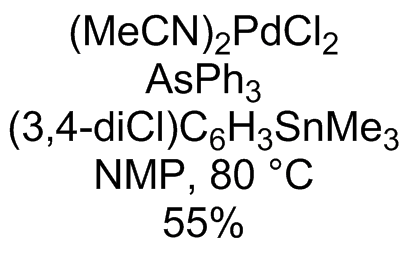 (MeCN)₂PdCl₂
AsPh₃
(3,4-diCl)C₆H₃SnMe₃
NMP, 80 °C
55%